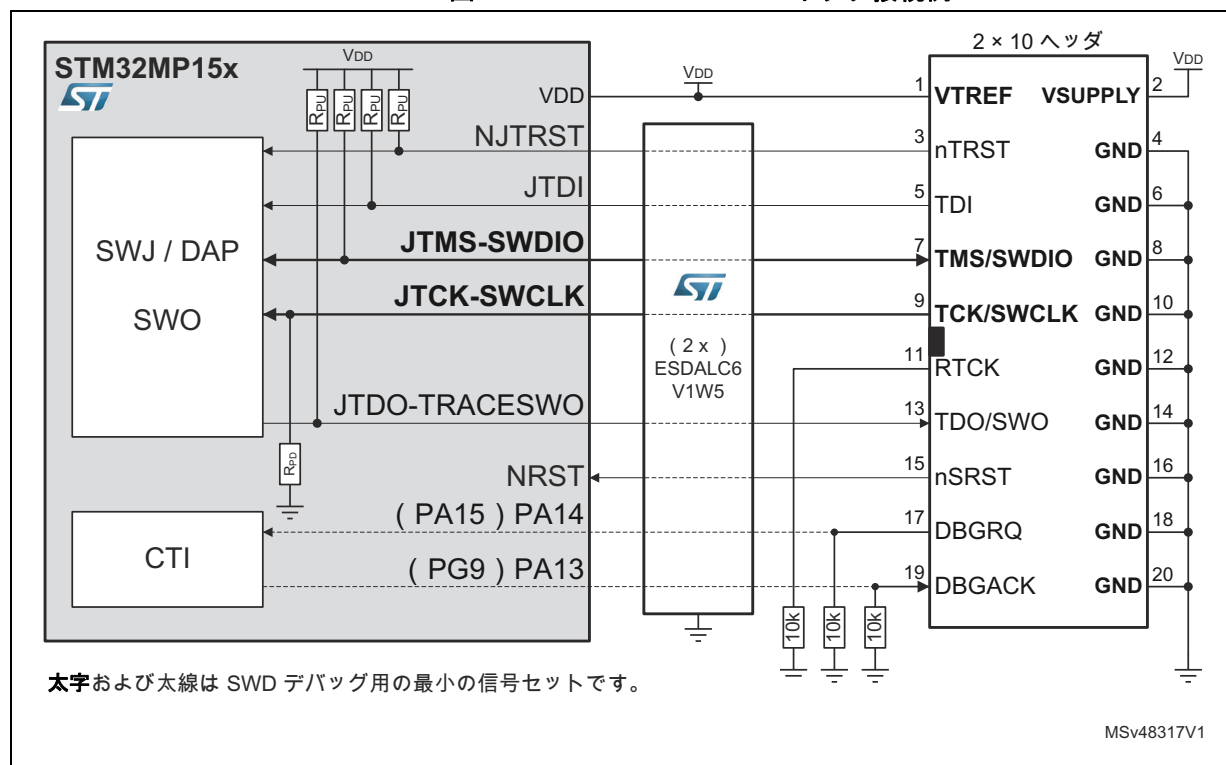 STM32MP15x
VDD
RPU RPU RPU RPU
VDD
NJTRST
JTDI
JTMS-SWDIO
JTCK-SWCLK
SWJ / DAP
SWO
JTDO-TRACESWO
RPD
NRST
( PA15 ) PA14
( PG9 ) PA13
CTI
VDD
ST
( 2 x )
ESDALC6
V1W5
10k 10k 10k
2 × 10 ヘッダ
VDD
1 VTREF VSUPPLY 2
3 nTRST GND 4
5 TDI GND 6
7 TMS/SWDIO GND 8
9 TCK/SWCLK GND 10
11 RTCK GND 12
13 TDO/SWO GND 14
15 nSRST GND 16
17 DBGRQ GND 18
19 DBGACK GND 20
太字および太線は SWD デバッグ用の最小の信号セットです。
MSv48317V1